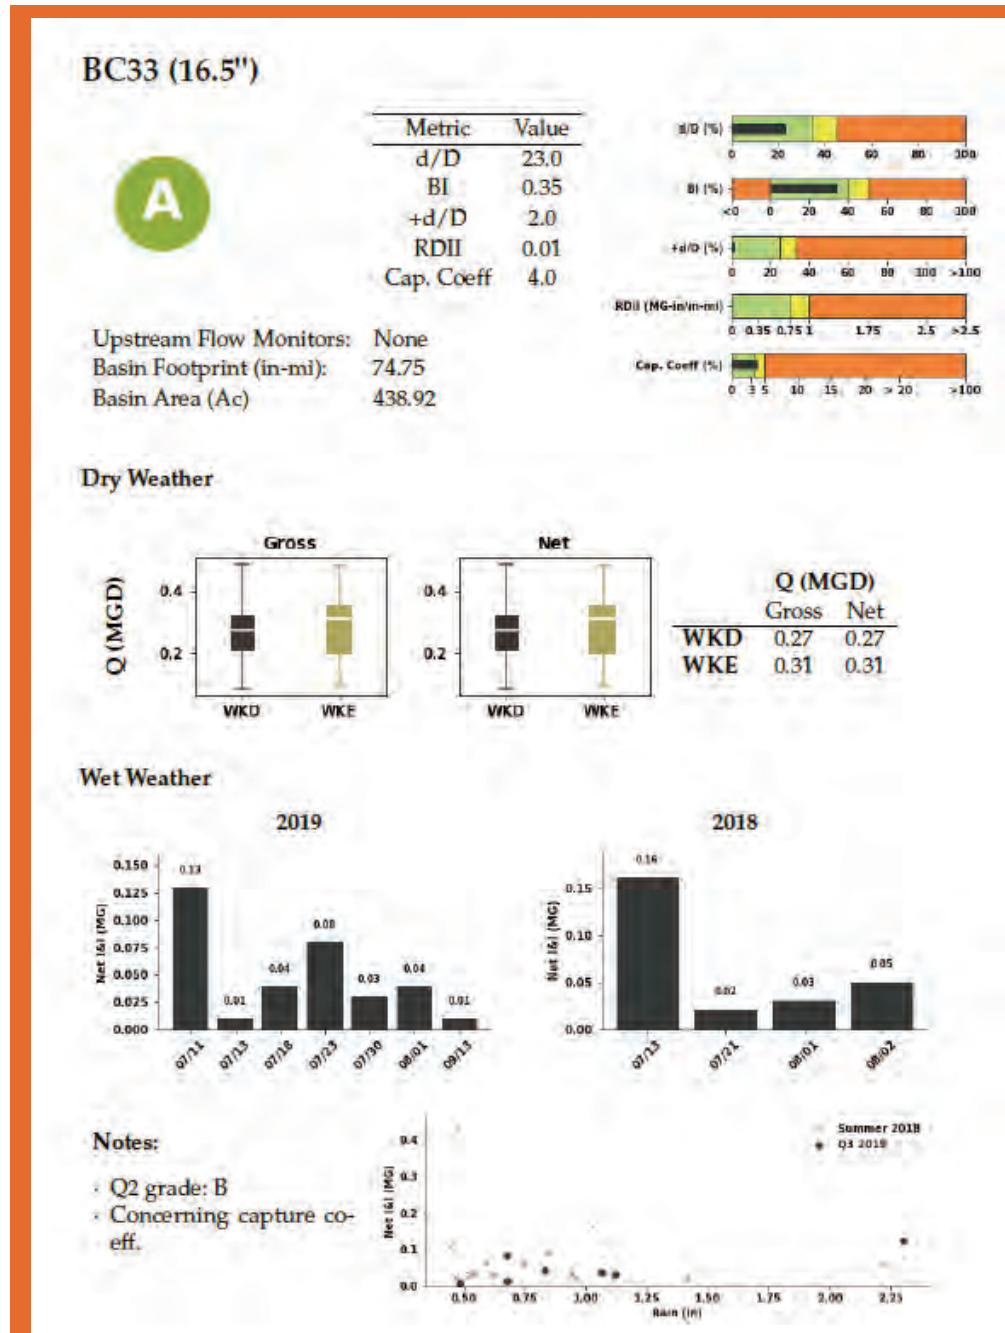 BC33 (16.5")
A
Metric Value
d/D 23.0
BI 0.35
+d/D 2.0
RDII 0.01
Cap. Coeff 4.0
Upstream Flow Monitors: None
Basin Footprint (in-mi): 74.75
Basin Area (Ac) 438.92
d/D (%)
0 20 40 60 80 100
BI (%)
<0 0 20 40 60 80 100
+d/D (%)
0 20 40 60 80 100 >100
RDII (MG-in/in-mi)
0 0.35 0.75 1 1.75 2.5 >2.5
Cap. Coeff (%)
0 3 5 10 15 20 > 20 >100
Dry Weather
Gross
Q (MGD)
0.4
0.2
WKD WKE
Net
0.4
0.2
WKD WKE
Q (MGD)
Gross Net
WKD 0.27 0.27
WKE 0.31 0.31
Wet Weather
2019
Net I&I (MG)
0.150
0.125
0.100
0.075
0.050
0.025
0.000
0.13 0.01 0.04 0.08 0.03 0.04 0.01
07/11 07/13 07/18 07/23 07/30 08/01 09/13
2018
Net I&I (MG)
0.15
0.10
0.05
0.00
0.16 0.02 0.03 0.05
07/21 08/01 08/02
Notes:
· Q2 grade: B
· Concerning capture co-
eff.
Net I&I (MG)
0.4
0.3
0.2
0.1
0.0
0.50 0.75 1.00 1.25 1.50 1.75 2.00 2.25
Rain (in)
Summer 2018
Q3 2019